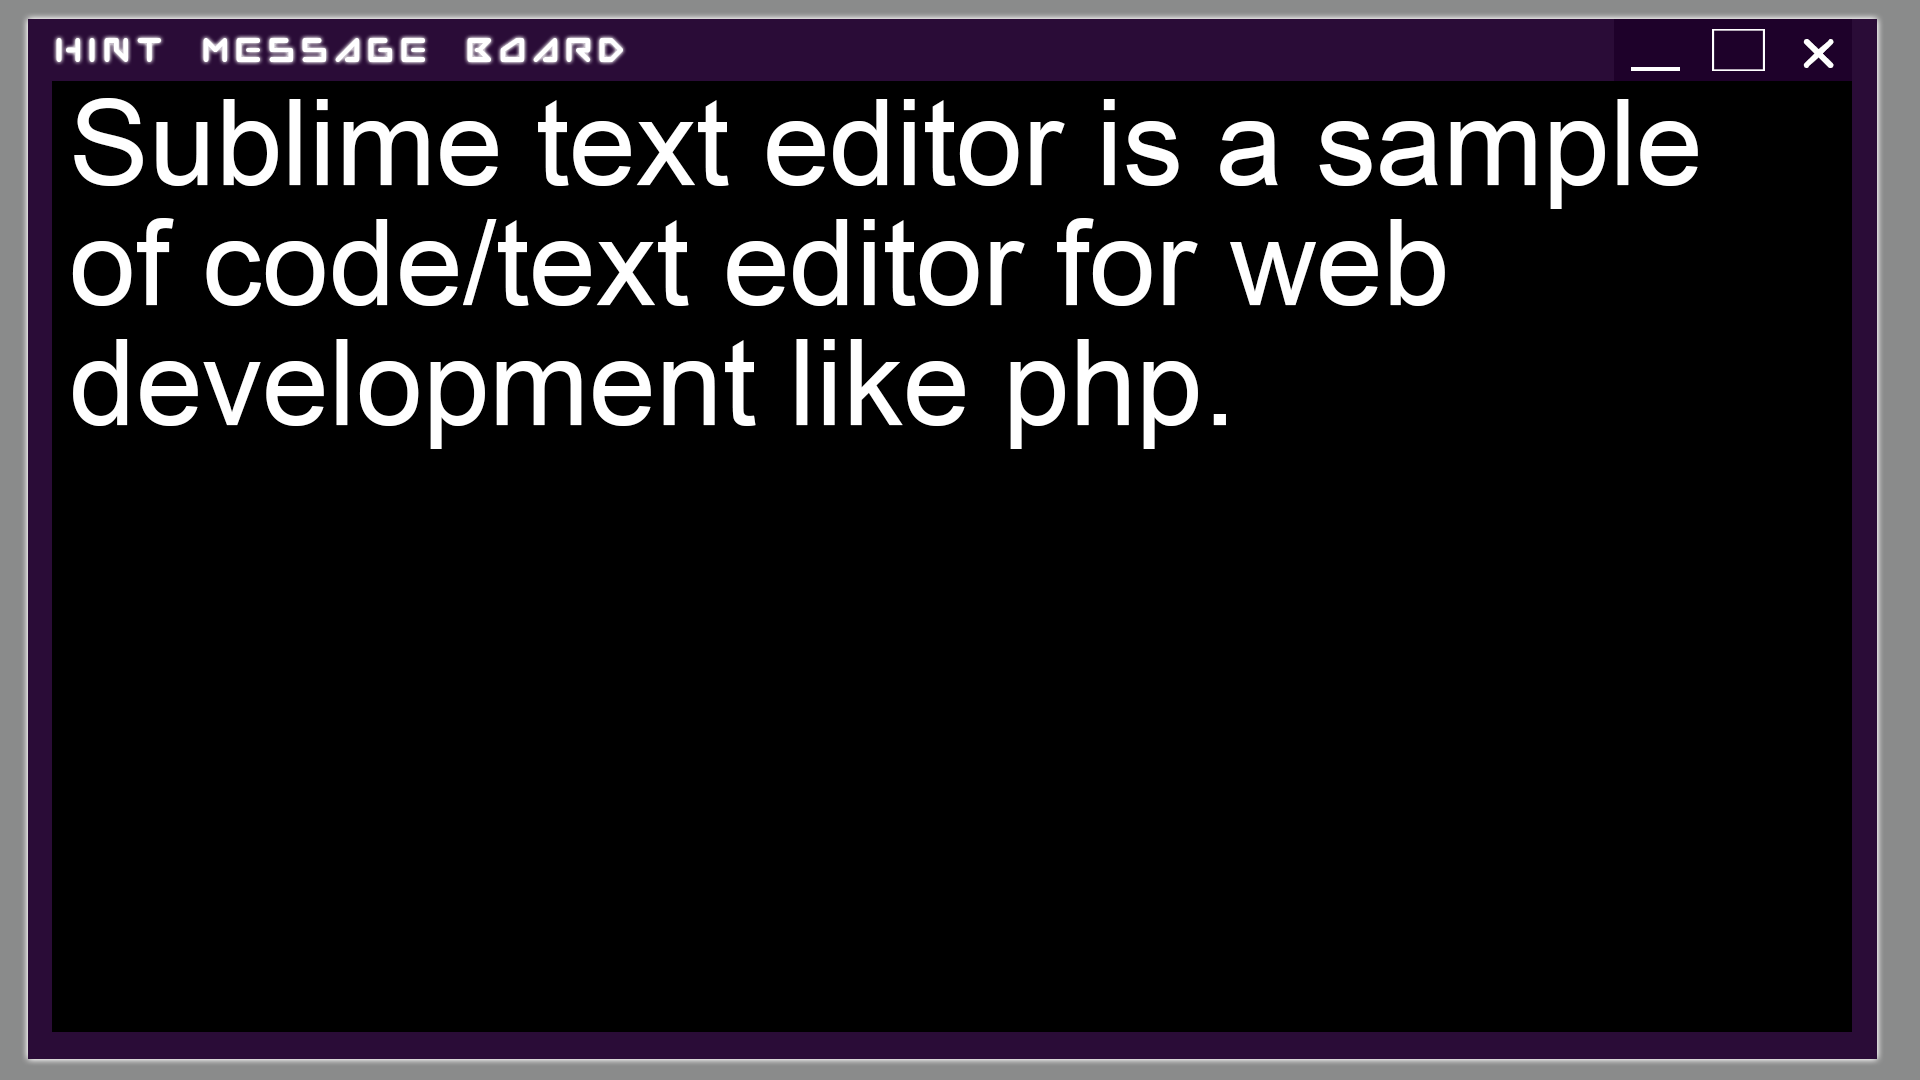 HINT MESSAGE BOARD
Sublime text editor is a sample
of code/text editor for web
development like php.